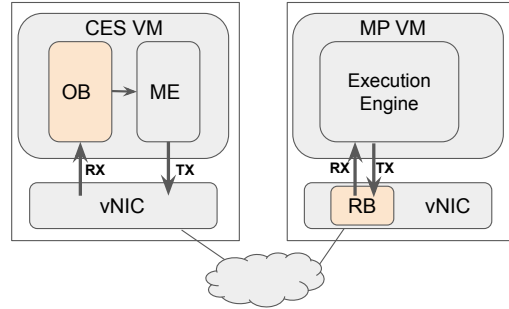 CES VM
OB
ME
RX
TX
vNIC
MP VM
Execution
Engine
RX
TX
RB
vNIC